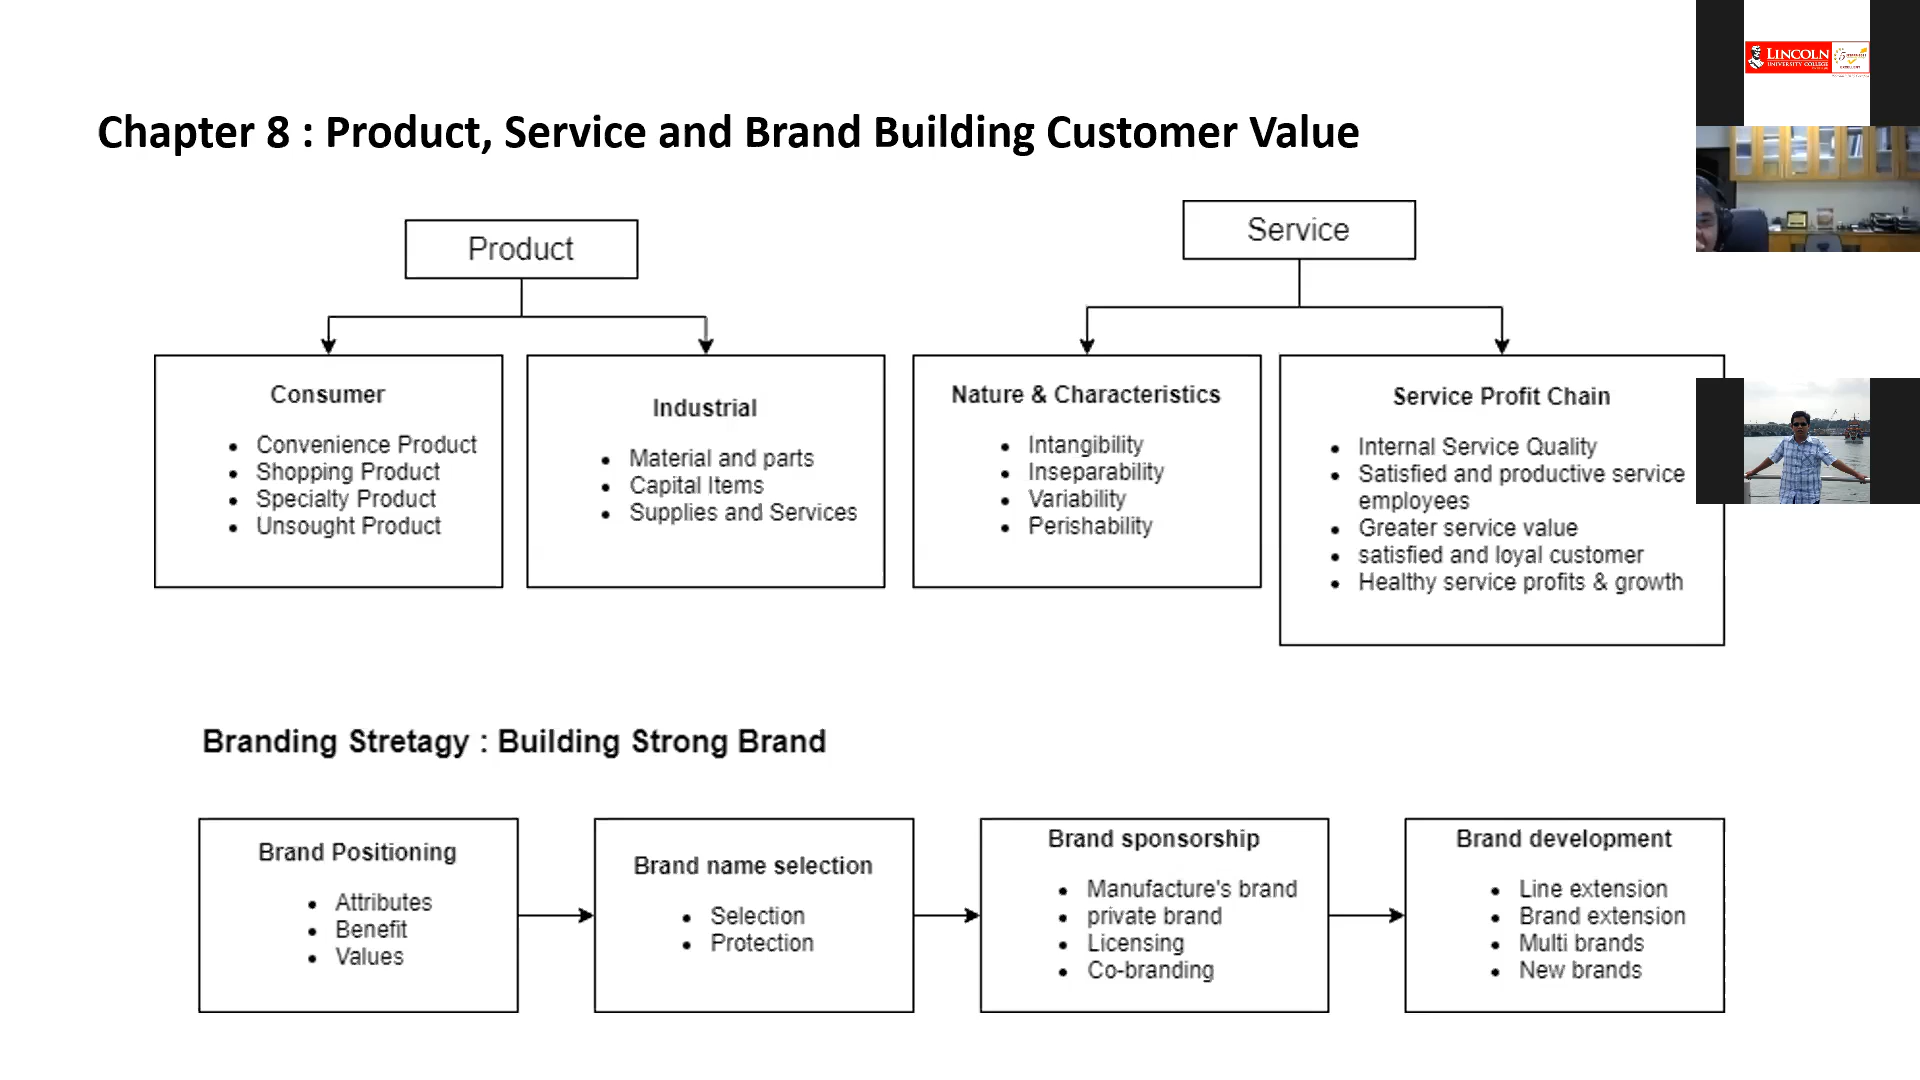 Chapter 8 : Product, Service and Brand Building Customer Value
Product
Consumer
Convenience Product
Shopping Product
Specialty Product
Unsought Product
Industrial
Material and parts
Capital Items
Supplies and Services
Service
Nature & Characteristics
Intangibility
Inseparability
Variability
Perishability
Service Profit Chain
Internal Service Quality
Satisfied and productive service
employees
Greater service value
satisfied and loyal customer
Healthy service profits & growth
Branding Stretagy : Building Strong Brand
Brand Positioning
Attributes
Benefit
Values
Brand name selection
Selection
Protection
Brand sponsorship
Manufacture's brand
private brand
Licensing
Co-branding
Brand development
Line extension
Brand extension
Multi brands
New brands
LINCOLN
UNIVERSITY COLLEGE